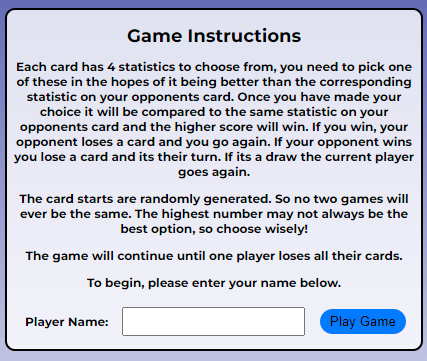 Game Instructions
Each card has 4 statistics to choose from, you need to pick one
of these in the hopes of it being better than the corresponding
statistic on your opponents card. Once you have made your
choice it will be compared to the same statistic on your
opponents card and the higher score will win. If you win, your
opponent loses a card and you go again. If your opponent wins
you lose a card and its their turn. If its a draw the current player
goes again.
The card starts are randomly generated. So no two games will
ever be the same. The highest number may not always be the
best option, so choose wisely!
The game will continue until one player loses all their cards.
To begin, please enter your name below.
Player Name:
Play Game